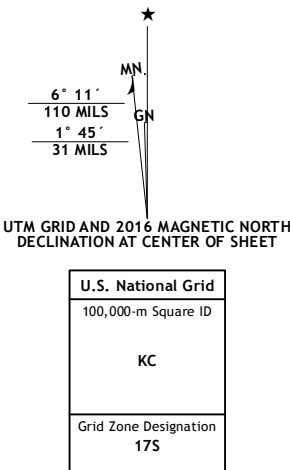 ★
MN.
6° 11´
110 MILS
GN
1° 45´
31 MILS
UTM GRID AND 2016 MAGNETIC NORTH
DECLINATION AT CENTER OF SHEET
U.S. National Grid
100,000-m Square ID
KC
Grid Zone Designation
17S